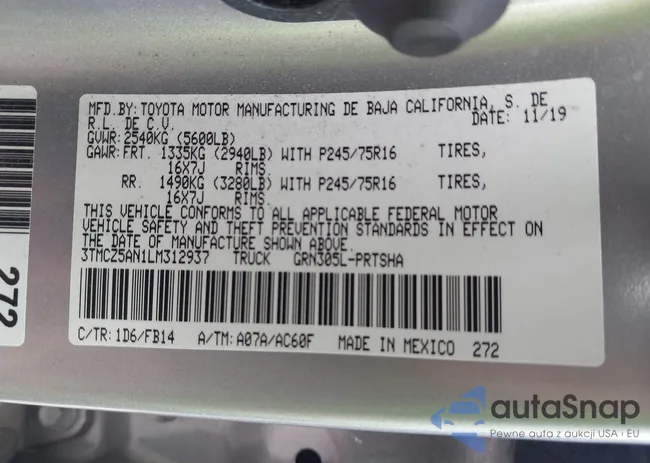 MFD.BY: TOYOTA MOTOR MANUFACTURING DE BAJA CALIFORNIA, S. DE
R.L. DE C.V. DATE: 11/19
GVWR: 2540KG (5600LB)
GAWR: FRT. 1335KG (2940LB) WITH P245/75R16 TIRES,
16X7J RIMS.
RR. 1490KG (3280LB) WITH P245/75R16 TIRES,
16X7J RIMS.
THIS VEHICLE CONFORMS TO ALL APPLICABLE FEDERAL MOTOR
VEHICLE SAFETY AND THEFT PREVENTION STANDARDS IN EFFECT ON
THE DATE OF MANUFACTURE SHOWN ABOVE.
3TMCZ5AN1LM312937 TRUCK GRN305L-PRTSHA
C/TR: 1D6/FB14 A/TM: A07A/AC60F MADE IN MEXICO 272
272
autaSnap
Pewne auta z aukcji USA i EU